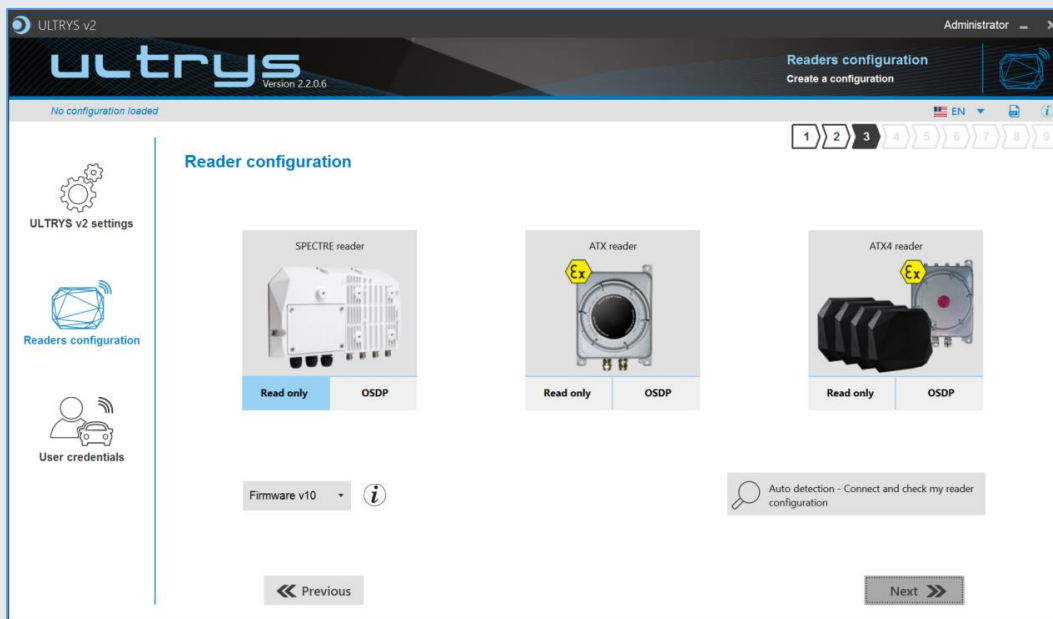 ULTRYS v2
Administrator
ultrys
Version 2.2.0.6
Readers configuration
Create a configuration
No configuration loaded
EN
1 2 3 4 5 6 7 8 9
Reader configuration
ULTRYS v2 settings
Readers configuration
User credentials
SPECTRE reader
Read only OSDP
ATX reader
Ex
Read only OSDP
ATX4 reader
Ex
Read only OSDP
Firmware v10
i
Auto detection - Connect and check my reader
configuration
Previous
Next